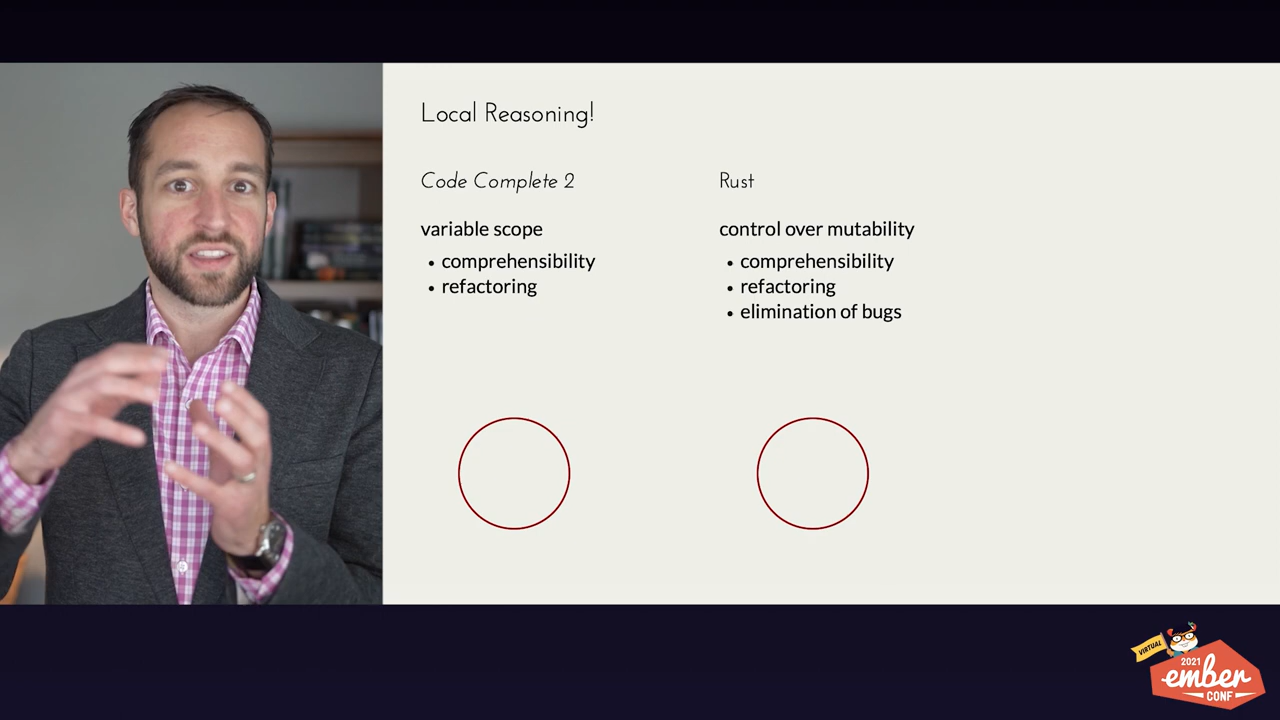 Local Reasoning!
Code Complete 2
variable scope
• comprehensibility
• refactoring
Rust
control over mutability
• comprehensibility
• refactoring
• elimination of bugs
VIRTUAL
2021
ember
CONF